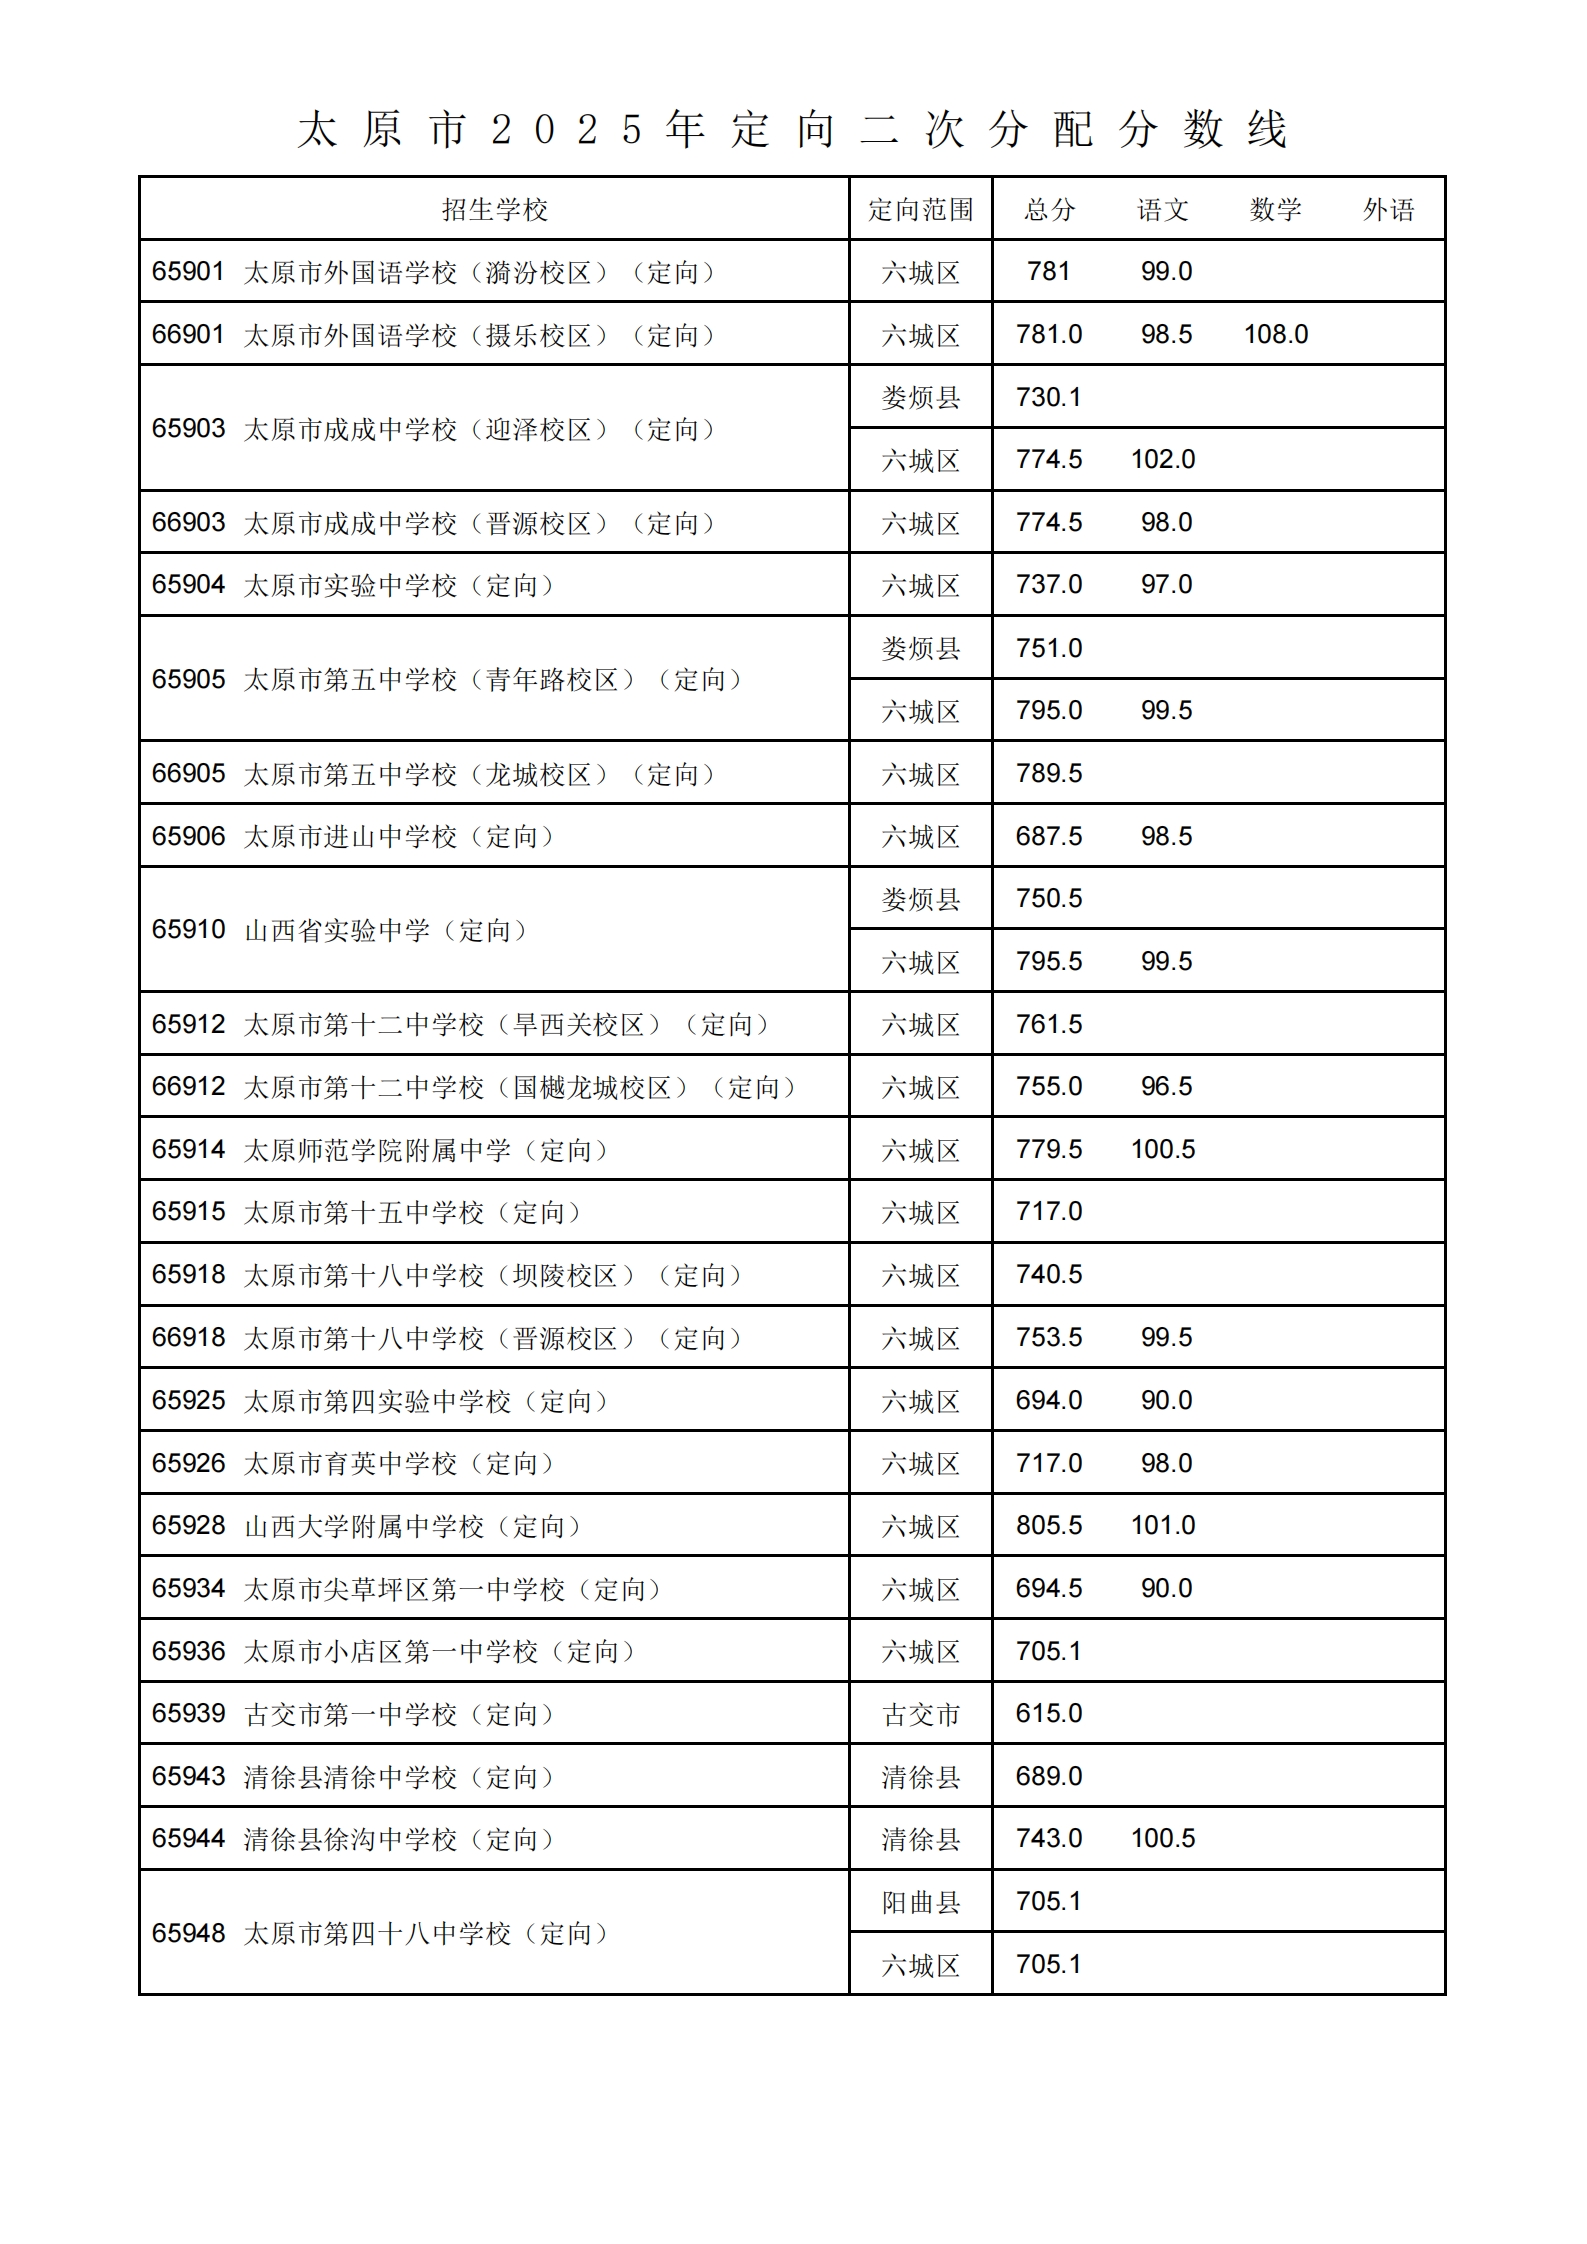 太原市2025年定向二次分配分数线
招生学校 定向范围 总分 语文 数学 外语
65901 太原市外国语学校（漪汾校区）（定向） 六城区 781 99.0
66901 太原市外国语学校（摄乐校区）（定向） 六城区 781.0 98.5 108.0
65903 太原市成成中学校（迎泽校区）（定向） 娄烦县 730.1
六城区 774.5 102.0
66903 太原市成成中学校（晋源校区）（定向） 六城区 774.5 98.0
65904 太原市实验中学校（定向） 六城区 737.0 97.0
65905 太原市第五中学校（青年路校区）（定向） 娄烦县 751.0
六城区 795.0 99.5
66905 太原市第五中学校（龙城校区）（定向） 六城区 789.5
65906 太原市进山中学校（定向） 六城区 687.5 98.5
65910 山西省实验中学（定向） 娄烦县 750.5
六城区 795.5 99.5
65912 太原市第十二中学校（旱西关校区）（定向） 六城区 761.5
66912 太原市第十二中学校（国樾龙城校区）（定向） 六城区 755.0 96.5
65914 太原师范学院附属中学（定向） 六城区 779.5 100.5
65915 太原市第十五中学校（定向） 六城区 717.0
65918 太原市第十八中学校（坝陵校区）（定向） 六城区 740.5
66918 太原市第十八中学校（晋源校区）（定向） 六城区 753.5 99.5
65925 太原市第四实验中学校（定向） 六城区 694.0 90.0
65926 太原市育英中学校（定向） 六城区 717.0 98.0
65928 山西大学附属中学校（定向） 六城区 805.5 101.0
65934 太原市尖草坪区第一中学校（定向） 六城区 694.5 90.0
65936 太原市小店区第一中学校（定向） 六城区 705.1
65939 古交市第一中学校（定向） 古交市 615.0
65943 清徐县清徐中学校（定向） 清徐县 689.0
65944 清徐县徐沟中学校（定向） 清徐县 743.0 100.5
65948 太原市第四十八中学校（定向） 阳曲县 705.1
六城区 705.1